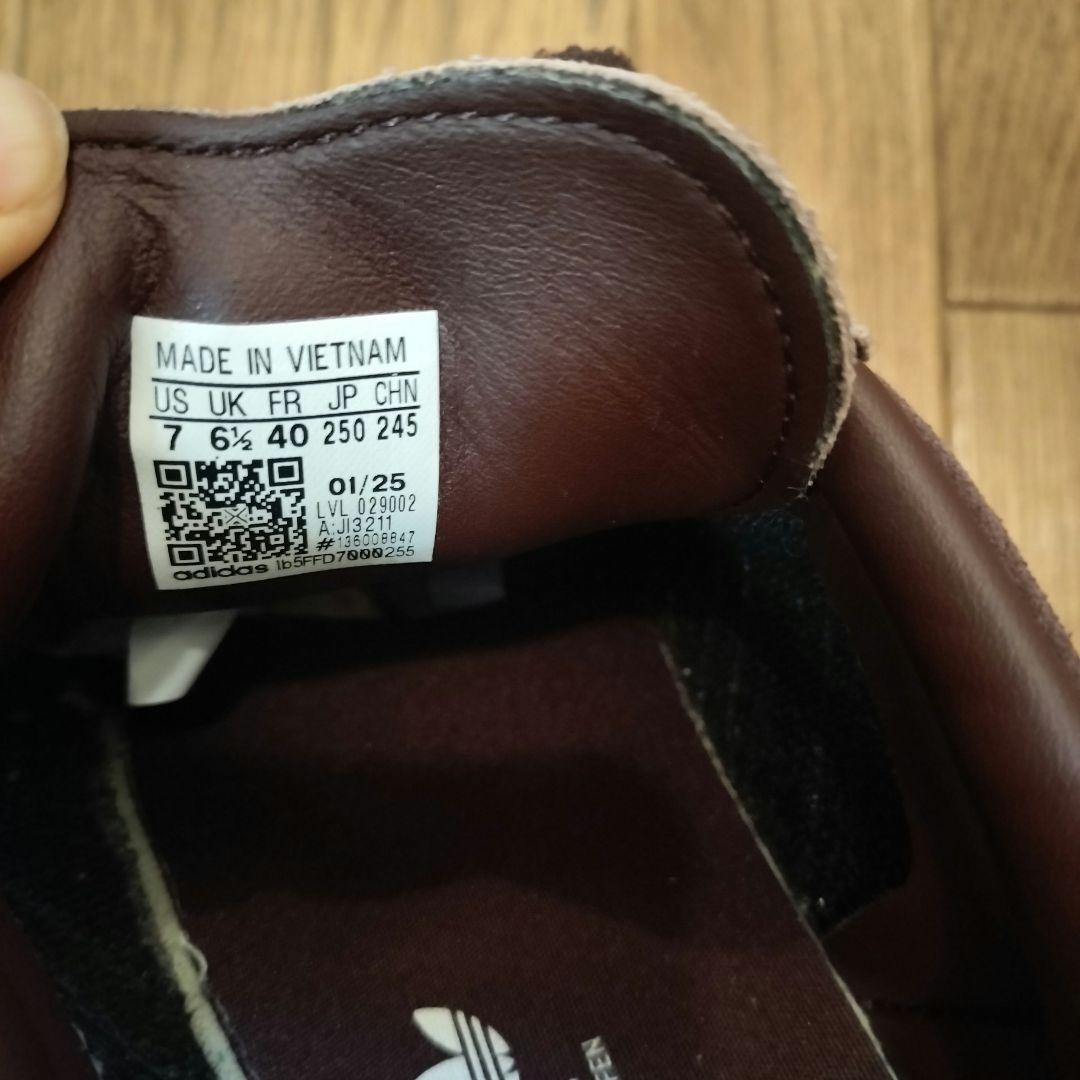 MADE IN VIETNAM
US UK FR JP CHN
7 6½ 40 250 245
01/25
LVL 029002
A:JI3211
#136008847
adidas 1b5FFD7000255